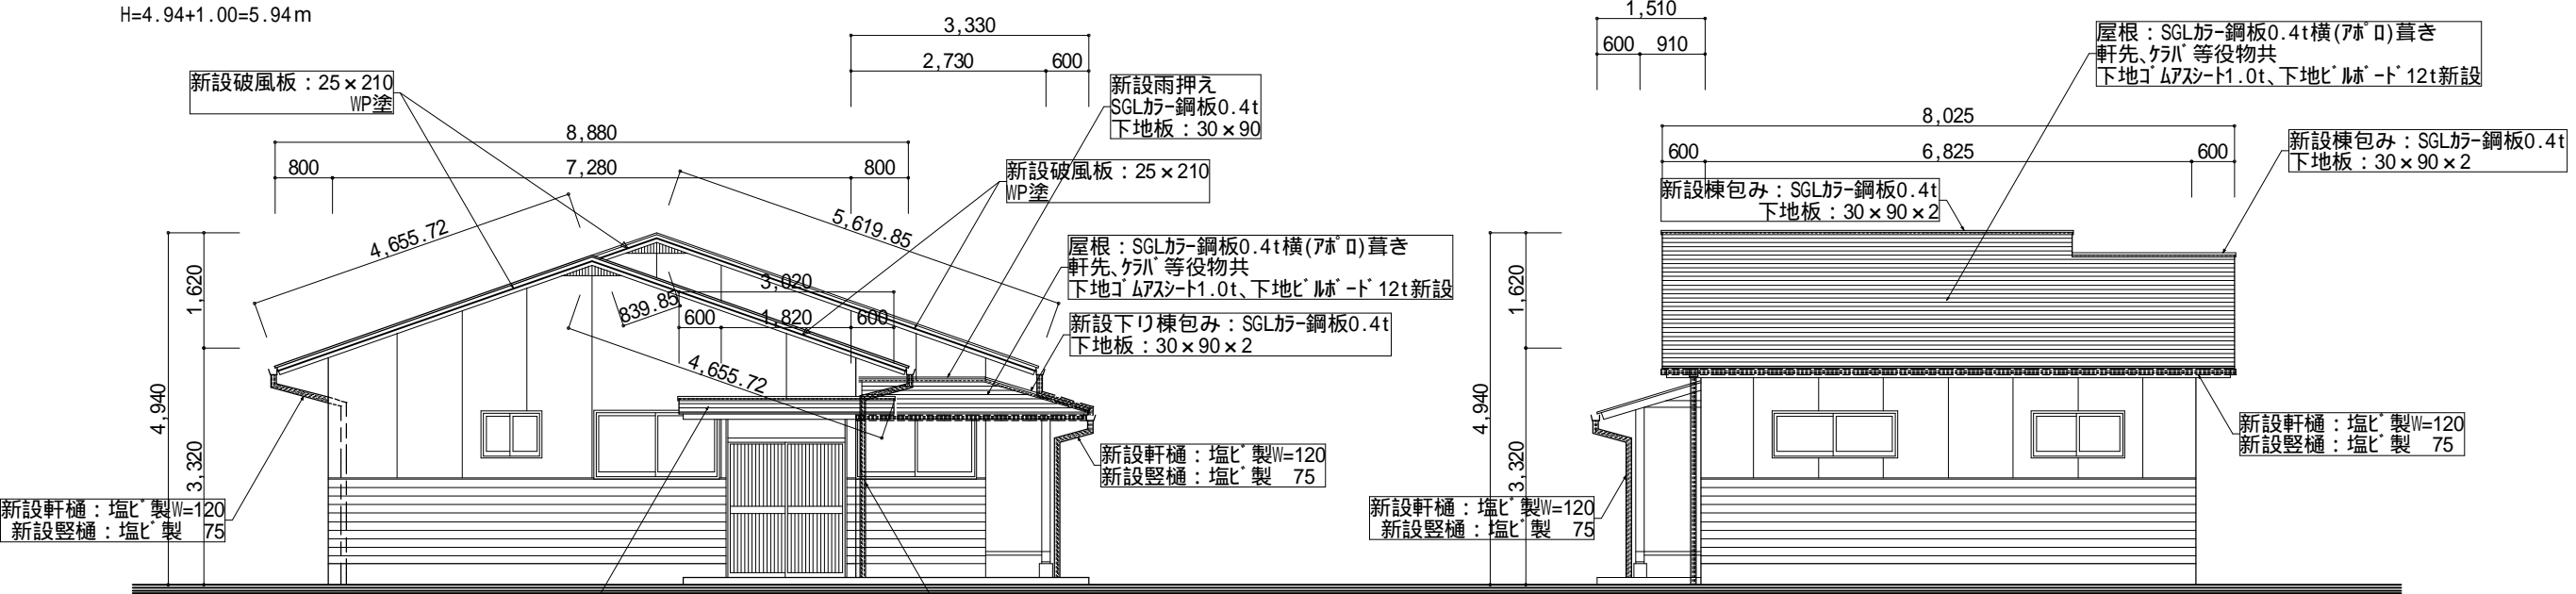 H=4.94+1.00=5.94m
3,330
2,730
600
新設破風板：25×210
WP塗
新設雨押え
SGLカラー鋼板0.4t
下地板：30×90
8,880
800
7,280
800
新設破風板：25×210
WP塗
4,655.72
5,619.85
屋根：SGLカラー鋼板0.4t横(アポロ)葺き
軒先、ケラバ等役物共
下地ゴムアスシート1.0t、下地ビルボード12t新設
3,020
839.85
600
1,820
600
新設下り棟包み：SGLカラー鋼板0.4t
下地板：30×90×2
4,655.72
1,620
4,940
3,320
新設軒樋：塩ビ製W=120
新設竪樋：塩ビ製 75
新設軒樋：塩ビ製W=120
新設竪樋：塩ビ製 75
1,510
600
910
屋根：SGLカラー鋼板0.4t横(アポロ)葺き
軒先、ケラバ等役物共
下地ゴムアスシート1.0t、下地ビルボード12t新設
8,025
600
6,825
600
新設棟包み：SGLカラー鋼板0.4t
下地板：30×90×2
新設棟包み：SGLカラー鋼板0.4t
下地板：30×90×2
1,620
4,940
3,320
新設軒樋：塩ビ製W=120
新設竪樋：塩ビ製 75
新設軒樋：塩ビ製W=120
新設竪樋：塩ビ製 75